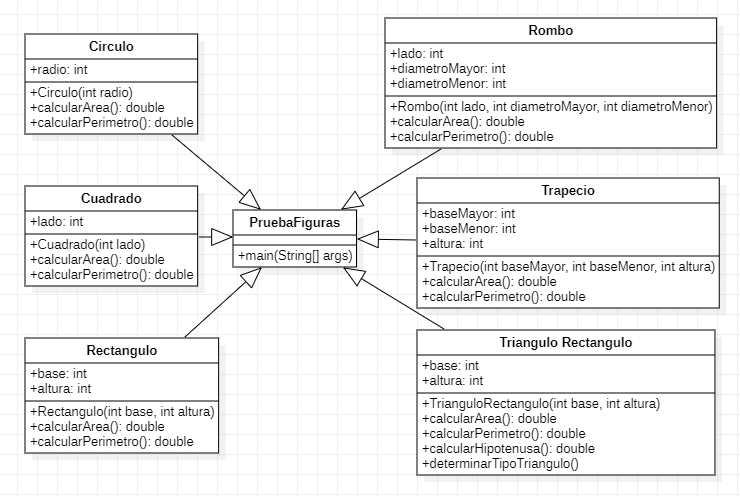 Circulo
+radio: int
+Circulo(int radio)
+calcularArea(): double
+calcularPerimetro(): double
Rombo
+lado: int
+diametroMayor: int
+diametroMenor: int
+Rombo(int lado, int diametroMayor, int diametroMenor)
+calcularArea(): double
+calcularPerimetro(): double
Cuadrado
+lado: int
+Cuadrado(int lado)
+calcularArea(): double
+calcularPerimetro(): double
PruebaFiguras
+main(String[] args)
Trapecio
+baseMayor: int
+baseMenor: int
+altura: int
+Trapecio(int baseMayor, int baseMenor, int altura)
+calcularArea(): double
+calcularPerimetro(): double
Rectangulo
+base: int
+altura: int
+Rectangulo(int base, int altura)
+calcularArea(): double
+calcularPerimetro(): double
Triangulo Rectangulo
+base: int
+altura: int
+TrianguloRectangulo(int base, int altura)
+calcularArea(): double
+calcularPerimetro(): double
+calcularHipotenusa(): double
+determinarTipoTriangulo()